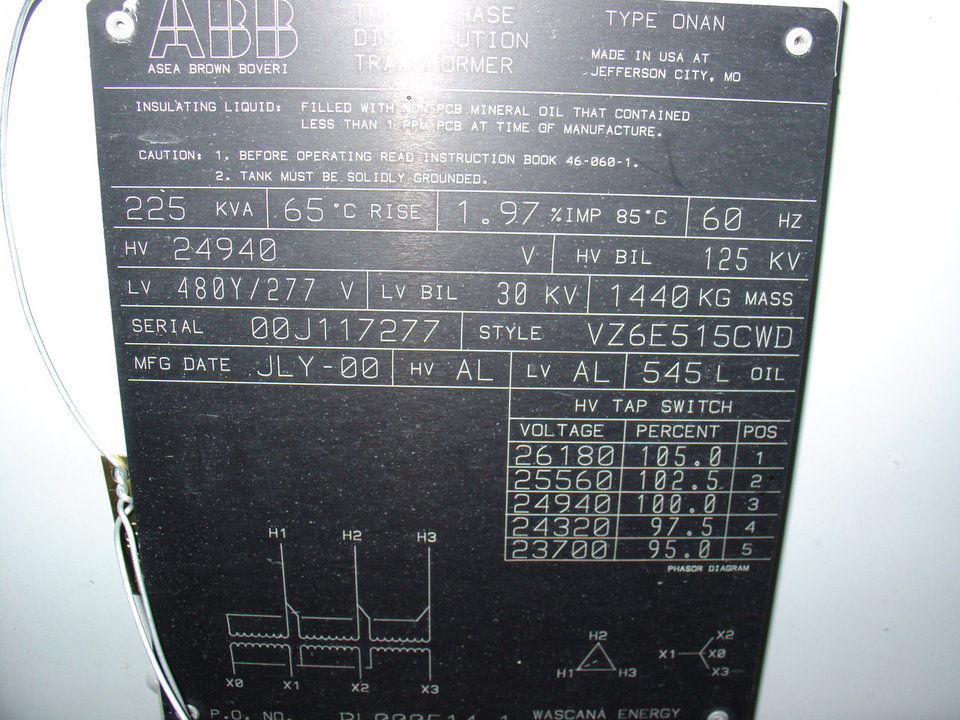 ABB
ASEA BROWN BOVERI
DISTRIBUTION
TYPE ONAN
MADE IN USA AT
JEFFERSON CITY, MO
INSULATING LIQUID: FILLED WITH NON-PCB MINERAL OIL THAT CONTAINED
LESS THAN 1 PPM PCB AT TIME OF MANUFACTURE.
CAUTION: 1. BEFORE OPERATING READ INSTRUCTION BOOK 46-060-1.
2. TANK MUST BE SOLIDLY GROUNDED.
225 KVA 65 °C RISE 1.97 %IMP 85°C 60 HZ
HV 24940 V HV BIL 125 KV
LV 480Y/277 V LV BIL 30 KV 1440 KG MASS
SERIAL 00J117277 STYLE VZ6E515CWD
MFG DATE JLY-00 HV AL LV AL 545 L OIL
HV TAP SWITCH
VOLTAGE PERCENT POS
26180 105.0 1
25560 102.5 2
24940 100.0 3
24320 97.5 4
23700 95.0 5
PHASOR DIAGRAM
H1 H2 H3
X0 X1 X2 X3
H2
H1 H3
X2
X1 X0
X3
P.O. NO. WASCANA ENERGY